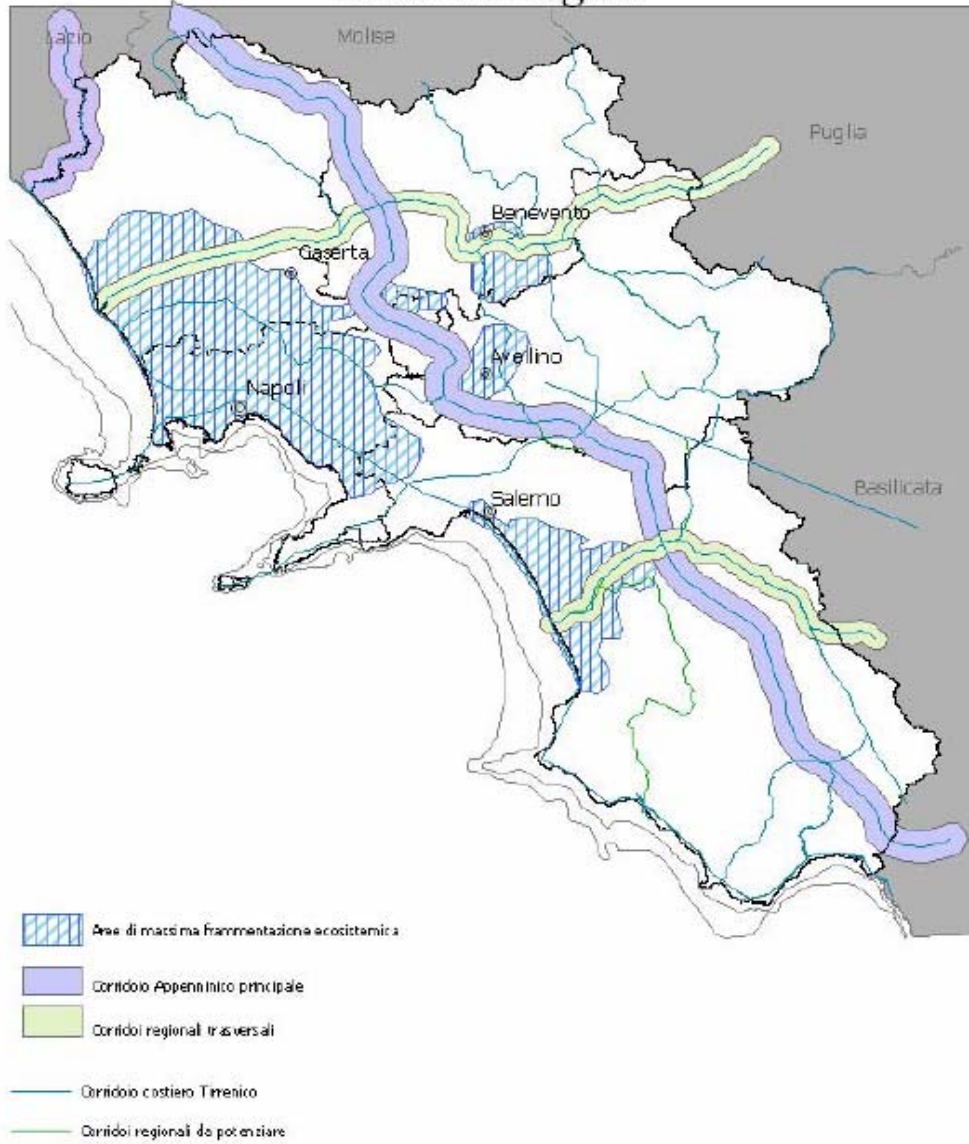 Lazio
Molise
Puglia
Benevento
Caserta
Avellino
Napoli
Salerno
Basilicata
Aree di massima frammentazione ecosistemica
Corridoio Appenninico principale
Corridoi regionali trasversali
Corridoio costiero Tirrenico
Corridoi regionali da potenziare